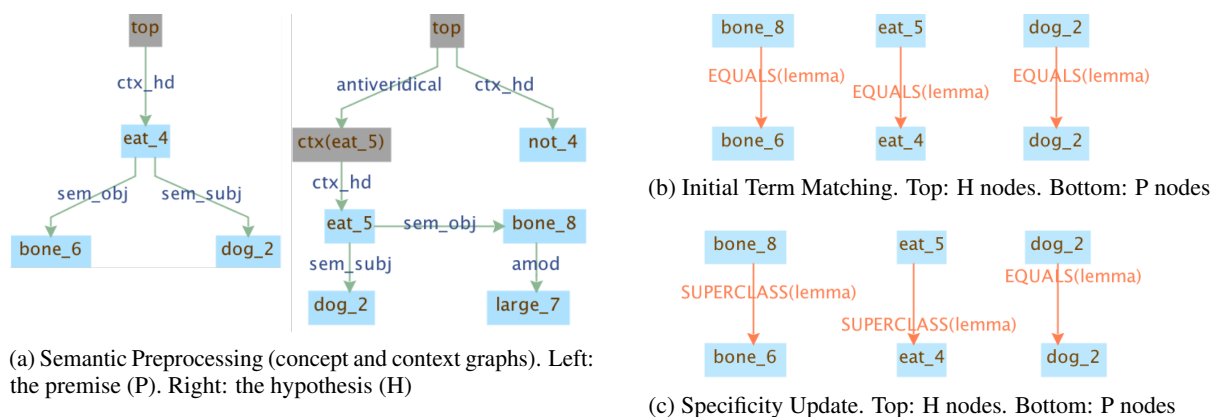 top
ctx_hd
eat_4
sem_obj
sem_subj
bone_6
dog_2
top
antiveridical
ctx_hd
ctx(eat_5)
not_4
ctx_hd
eat_5
sem_obj
bone_8
sem_subj
amod
dog_2
large_7
(a) Semantic Preprocessing (concept and context graphs). Left:
the premise (P). Right: the hypothesis (H)
bone_8
eat_5
dog_2
EQUALS(lemma)
EQUALS(lemma)
EQUALS(lemma)
bone_6
eat_4
dog_2
(b) Initial Term Matching. Top: H nodes. Bottom: P nodes
bone_8
eat_5
dog_2
SUPERCLASS(lemma)
SUPERCLASS(lemma)
EQUALS(lemma)
bone_6
eat_4
dog_2
(c) Specificity Update. Top: H nodes. Bottom: P nodes